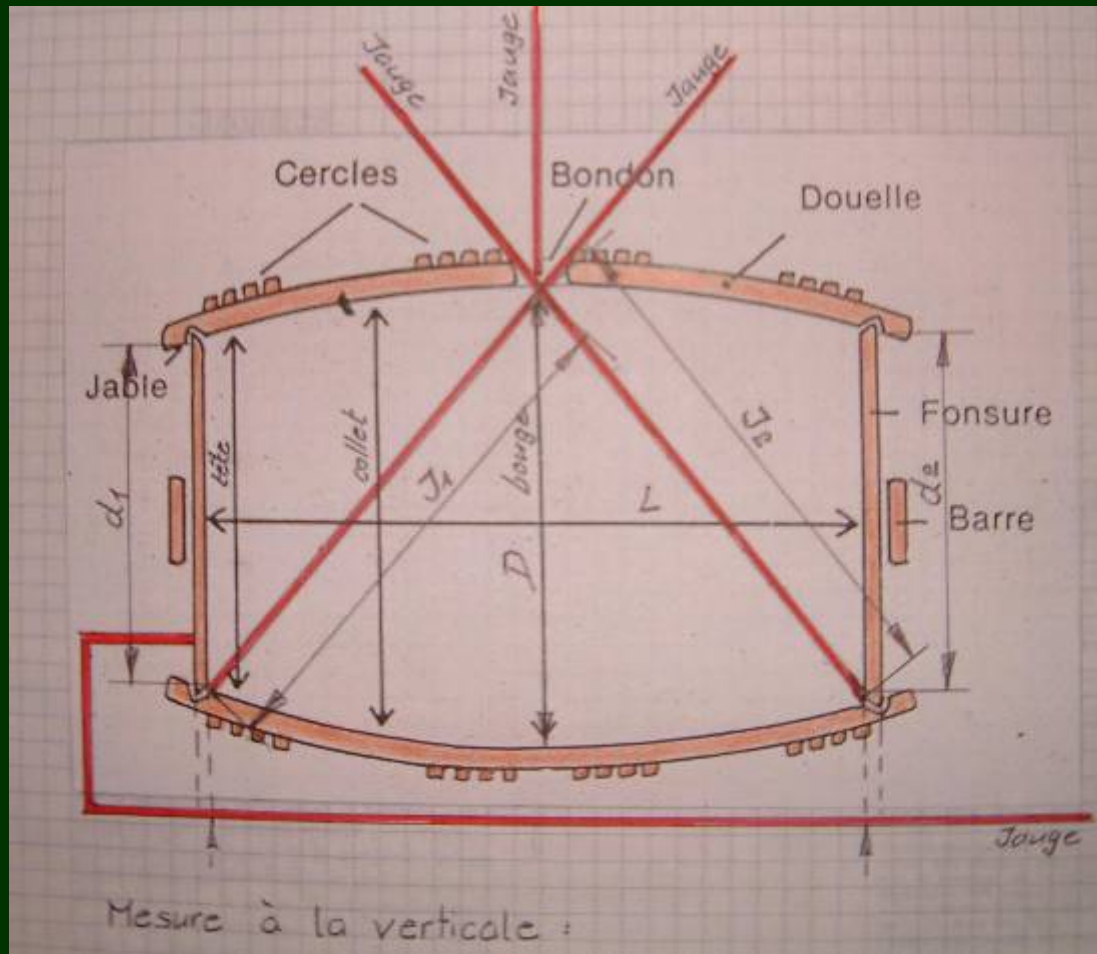 Jauge
Jauge
Jauge
Cercles
Bondon
Douelle
Jable
d1
tête
collet
J1
bouge
D
L
J2
d2
Fonsure
Barre
Jauge
Mesure à la verticale :